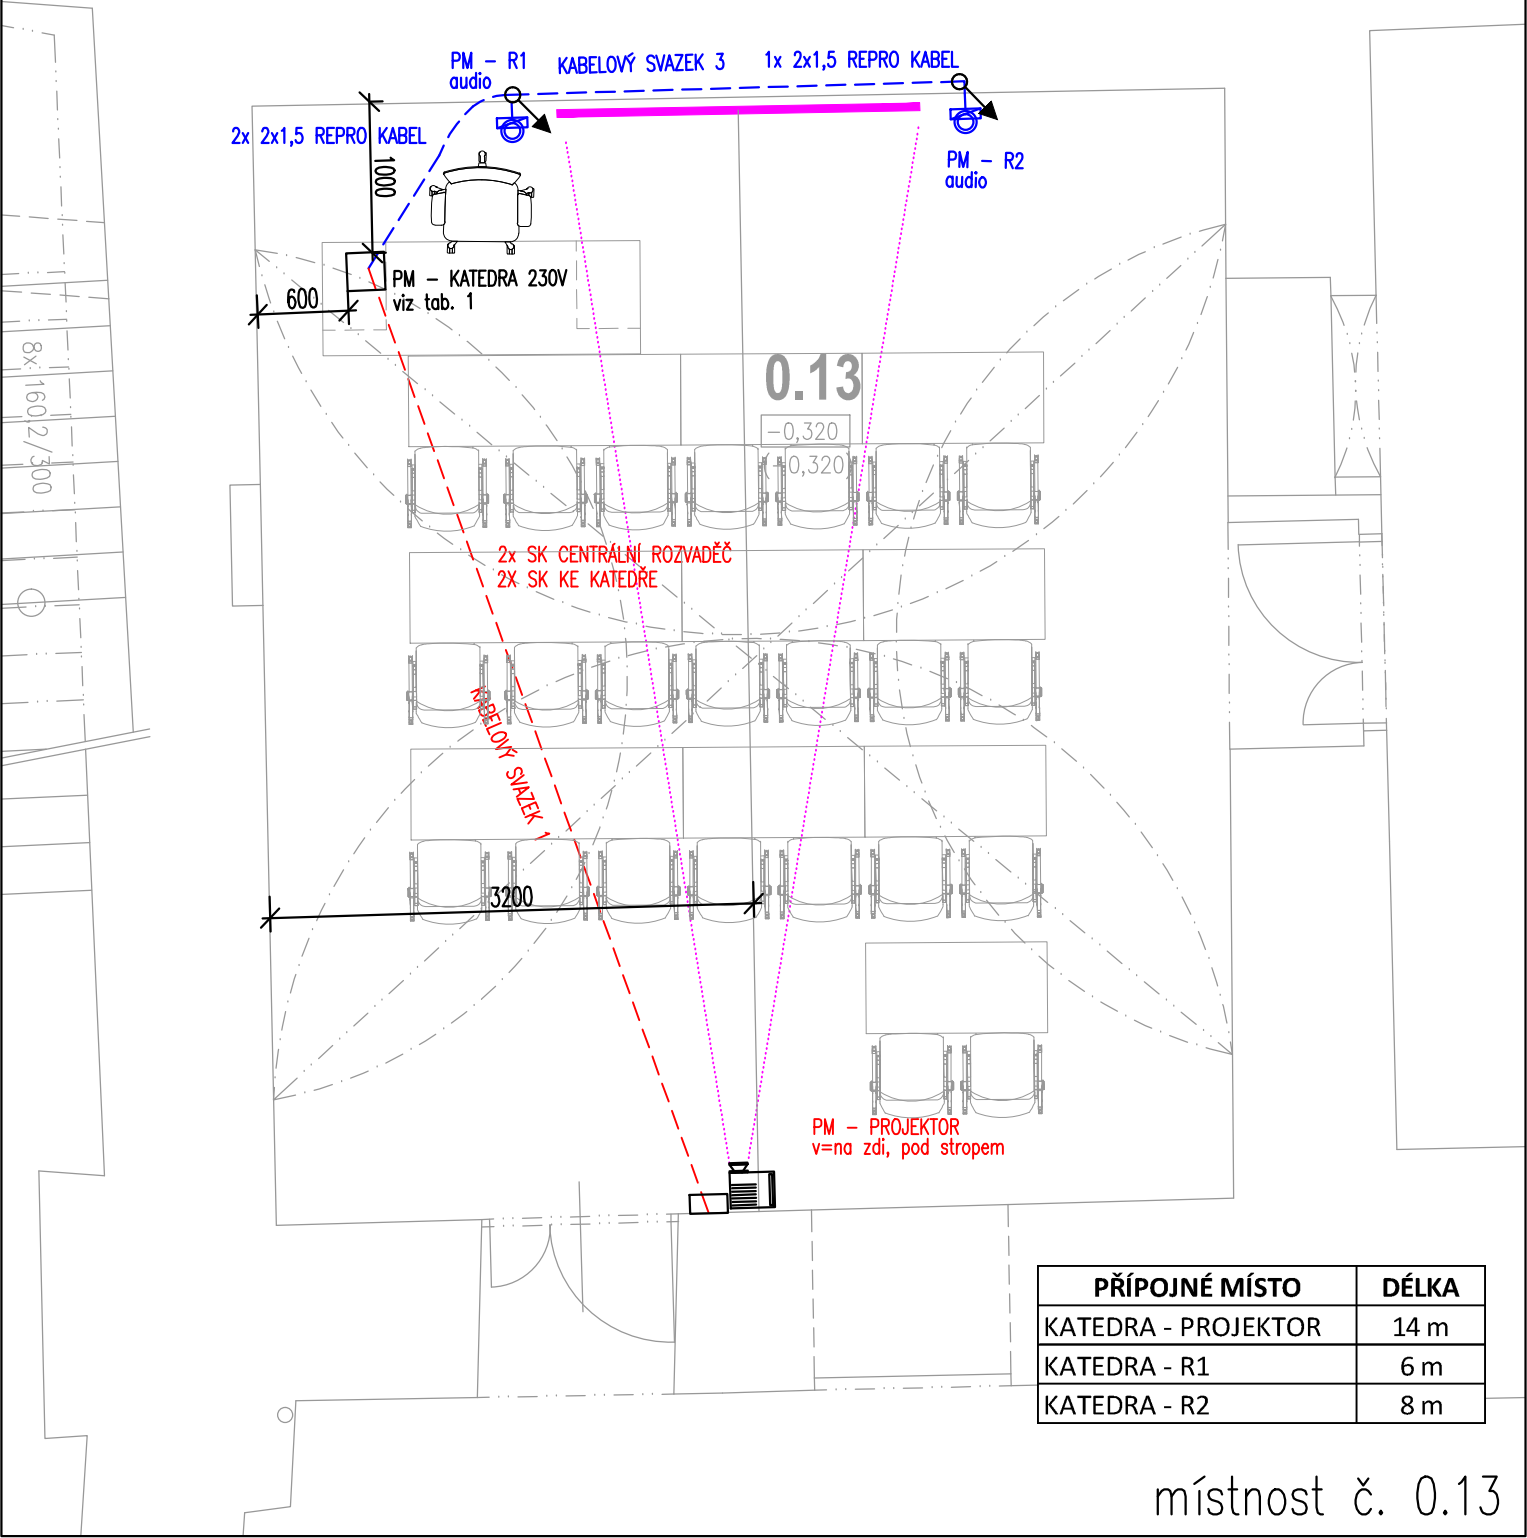 PM - R1
audio
KABELOVÝ SVAZEK 3
1x 2x1,5 REPRO KABEL
2x 2x1,5 REPRO KABEL
1000
PM - R2
audio
PM - KATEDRA 230V
viz tab. 1
600
0.13
-0,320
(-0,320)
8x 160,2/300
2x SK CENTRÁLNÍ ROZVADĚČ
2X SK KE KATEDŘE
KABELOVÝ SVAZEK 1
3200
PM - PROJEKTOR
v=na zdi, pod stropem
PŘÍPOJNÉ MÍSTO DÉLKA
KATEDRA - PROJEKTOR 14 m
KATEDRA - R1 6 m
KATEDRA - R2 8 m
místnost č. 0.13